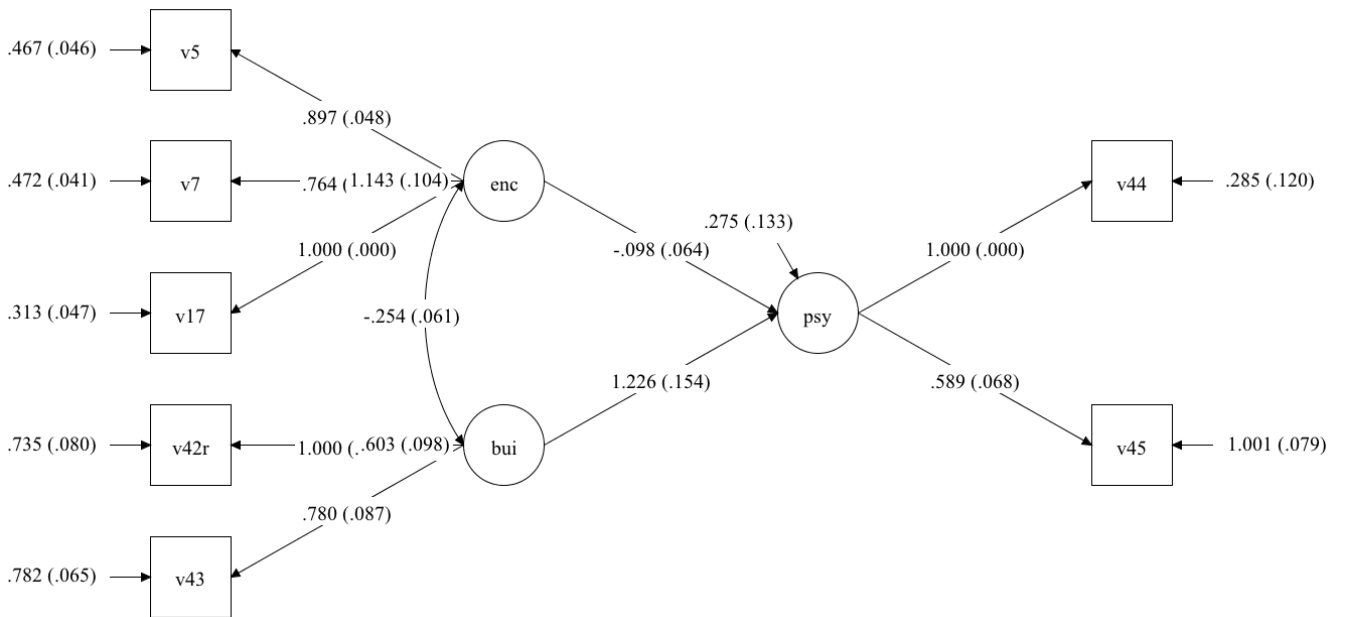 .467 (.046)
v5
.897 (.048)
.472 (.041)
v7
.764 (
1.143 (.104)
enc
v44
.285 (.120)
.275 (.133)
1.000 (.000)
-.098 (.064)
1.000 (.000)
.313 (.047)
v17
-.254 (.061)
psy
1.226 (.154)
.589 (.068)
.735 (.080)
v42r
1.000 (.
.603 (.098)
bui
v45
1.001 (.079)
.780 (.087)
.782 (.065)
v43